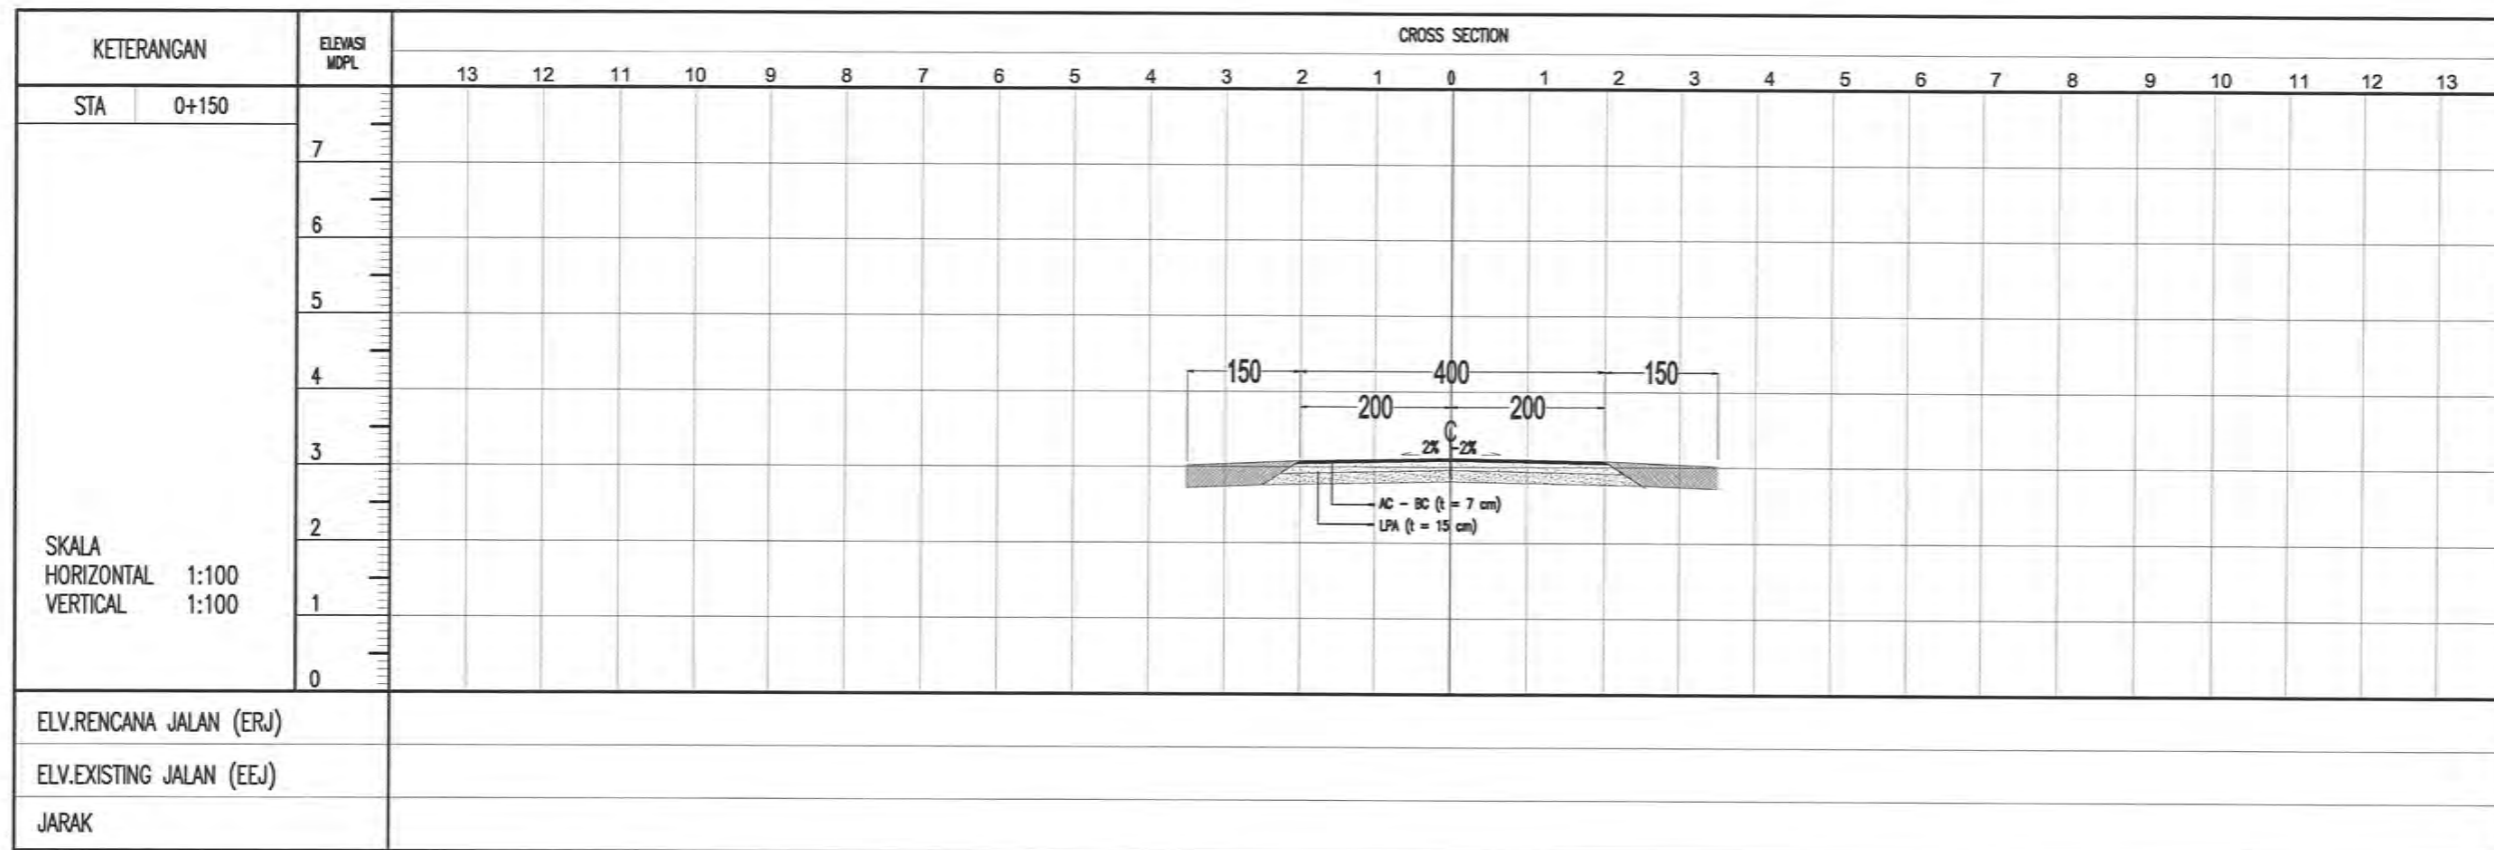 KETERANGAN
ELEVASI
MDPL
CROSS SECTION
13 12 11 10 9 8 7 6 5 4 3 2 1 0 1 2 3 4 5 6 7 8 9 10 11 12 13
STA 0+150
7
6
5
4
150 400 150
200 200
CL
2% -2%
3
AC - BC (t = 7 cm)
LPA (t = 15 cm)
2
SKALA
HORIZONTAL 1:100
VERTICAL 1:100
1
0
ELV.RENCANA JALAN (ERJ)
ELV.EXISTING JALAN (EEJ)
JARAK